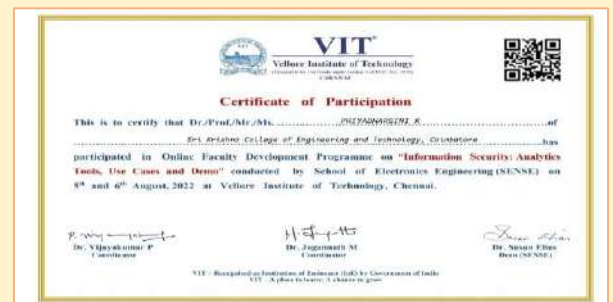 VIT
Vellore Institute of Technology
CHENNAI
Certificate of Participation
This is to certify that Dr./Prof./Mr./Ms. PRIYADHARSINI K of
Sri Krishna College of Engineering and Technology, Coimbatore has
participated in Online Faculty Development Programme on "Information Security: Analytics
Tools, Use Cases and Demo" conducted by School of Electronics Engineering (SENSE) on
5th and 6th August, 2022 at Vellore Institute of Technology, Chennai.
Dr. Vijayakumar P
Coordinator
Dr. Jagannath M
Coordinator
Dr. Susan Elias
Dean (SENSE)
VIT – Recognised as Institution of Eminence (IoE) by Government of India
VIT – A place to learn; A chance to grow